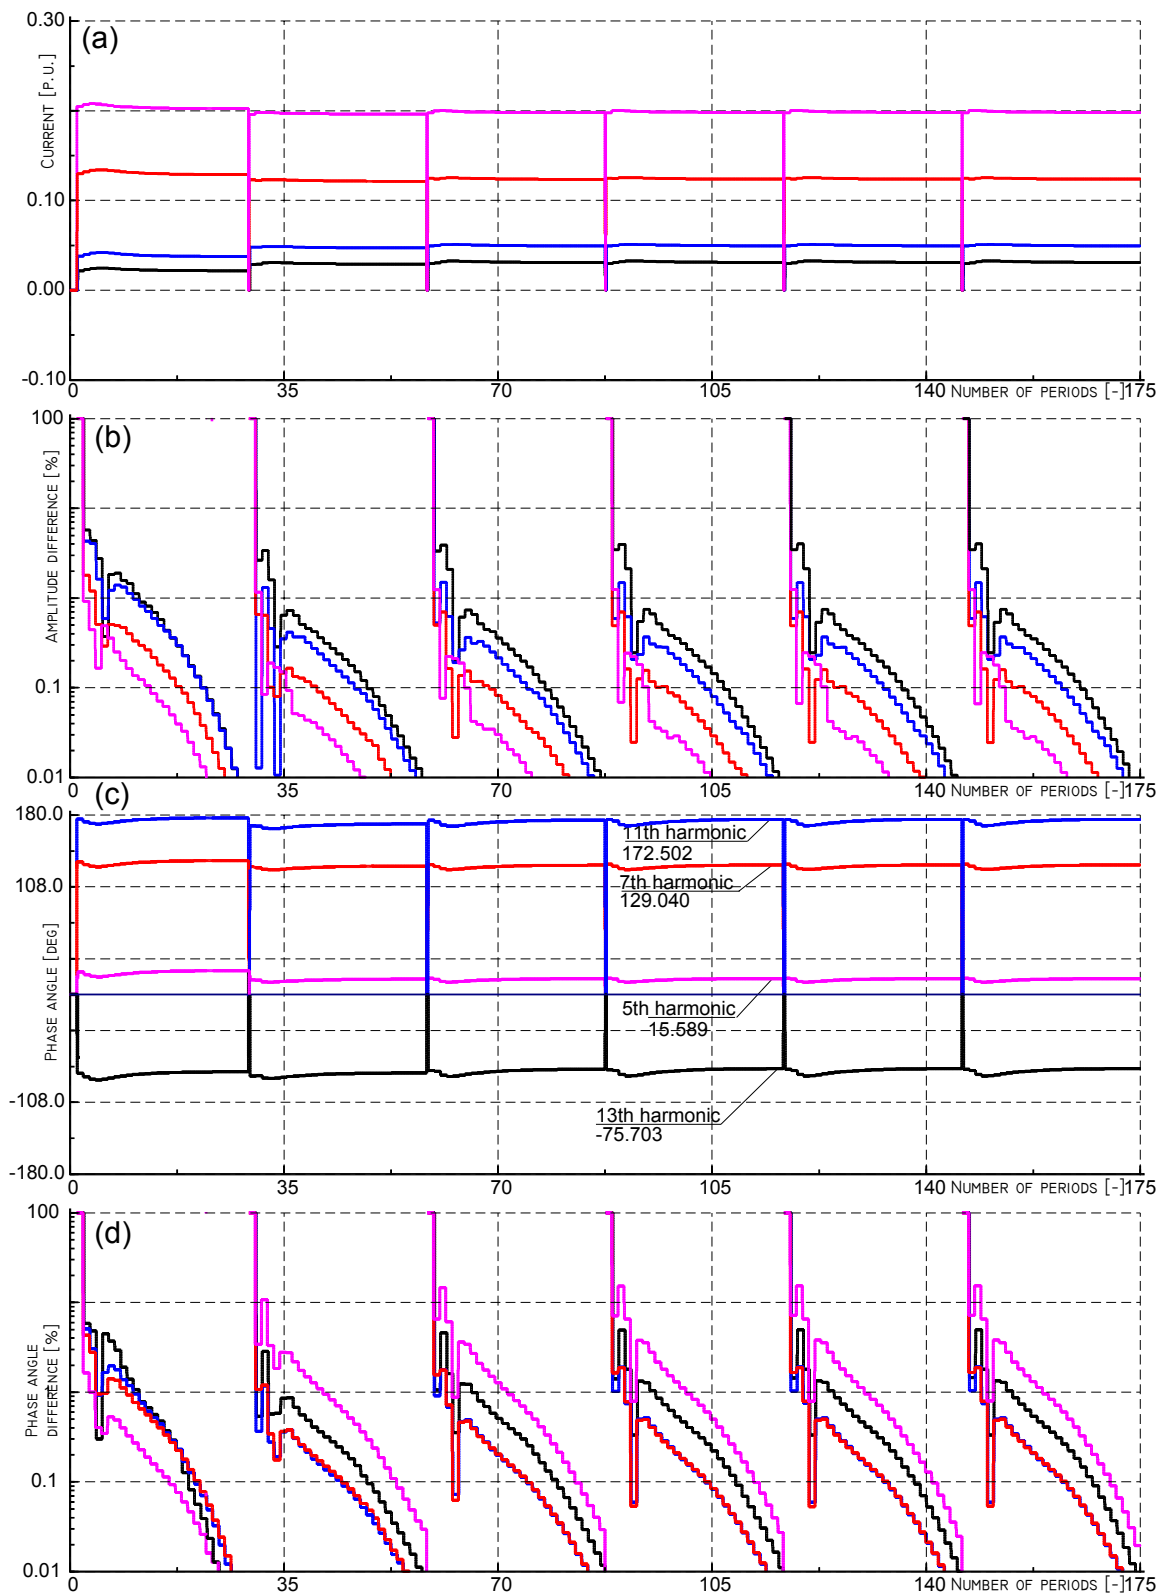 0.30
(a)
CURRENT [P.U.]
0.10
0.00
-0.10
0
35
70
105
140
NUMBER OF PERIODS [-]
175
100
(b)
AMPLITUDE DIFFERENCE [%]
0.1
0.01
0
35
70
105
140
NUMBER OF PERIODS [-]
175
(c)
180.0
11th harmonic
172.502
7th harmonic
129.040
108.0
PHASE ANGLE [DEG]
5th harmonic
15.589
-108.0
13th harmonic
-75.703
-180.0
0
35
70
105
140
NUMBER OF PERIODS [-]
175
100
(d)
PHASE ANGLE
DIFFERENCE [%]
0.1
0.01
0
35
70
105
140
NUMBER OF PERIODS [-]
175